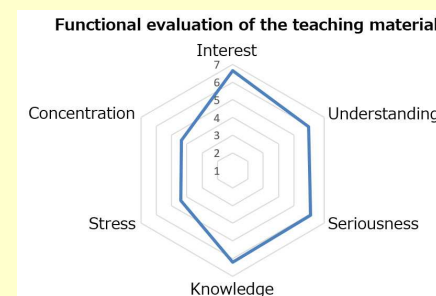 Functional evaluation of the teaching material
Interest
7
6
5
4
3
2
1
Concentration
Understanding
Stress
Seriousness
Knowledge